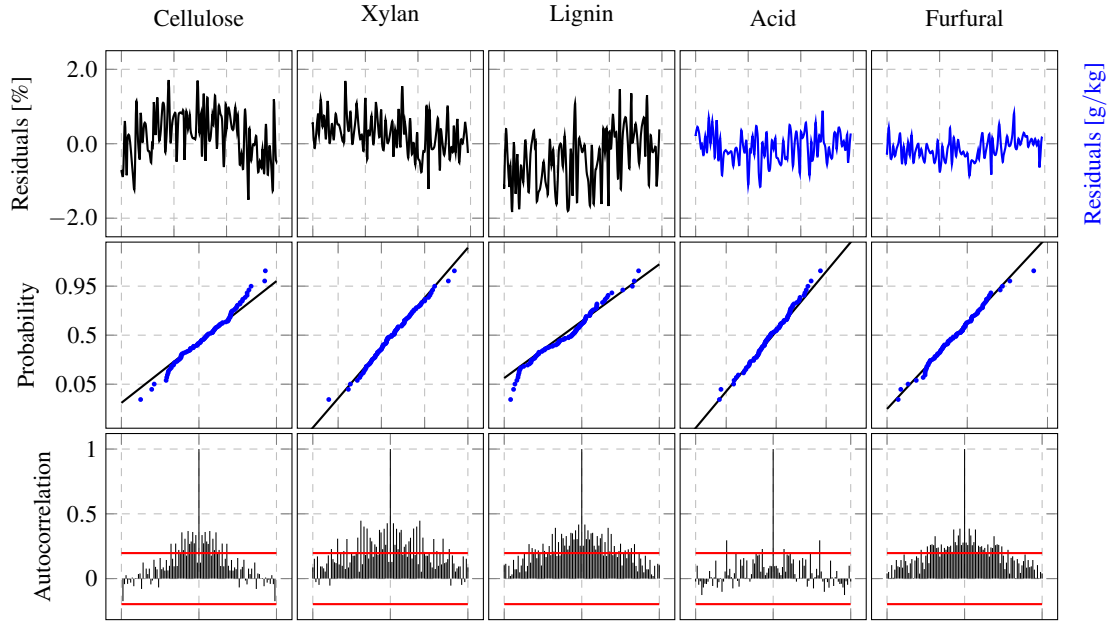 Cellulose Xylan Lignin Acid Furfural
Residuals [%]
2.0
0.0
−2.0
Residuals [g/kg]
Probability
0.95
0.5
0.05
Autocorrelation
1
0.5
0